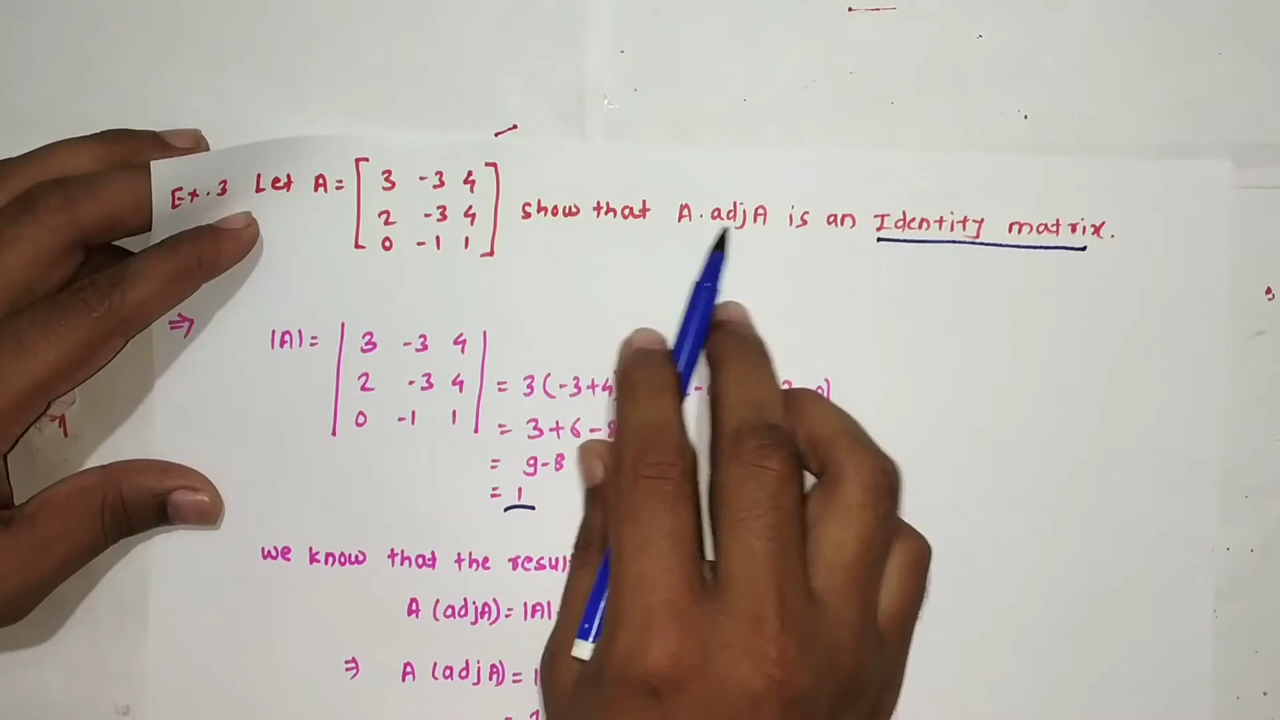 Ex.3 Let A = [ 3 -3 4
2 -3 4
0 -1 1 ] show that A.adjA is an Identity matrix.
⇒ |A| = | 3 -3 4
2 -3 4 | = 3(-3+4
0 -1 1 | = 3+6-8
= 9-8
= 1
we know that the
A (adjA) = |A|
⇒ A (adjA) =
=